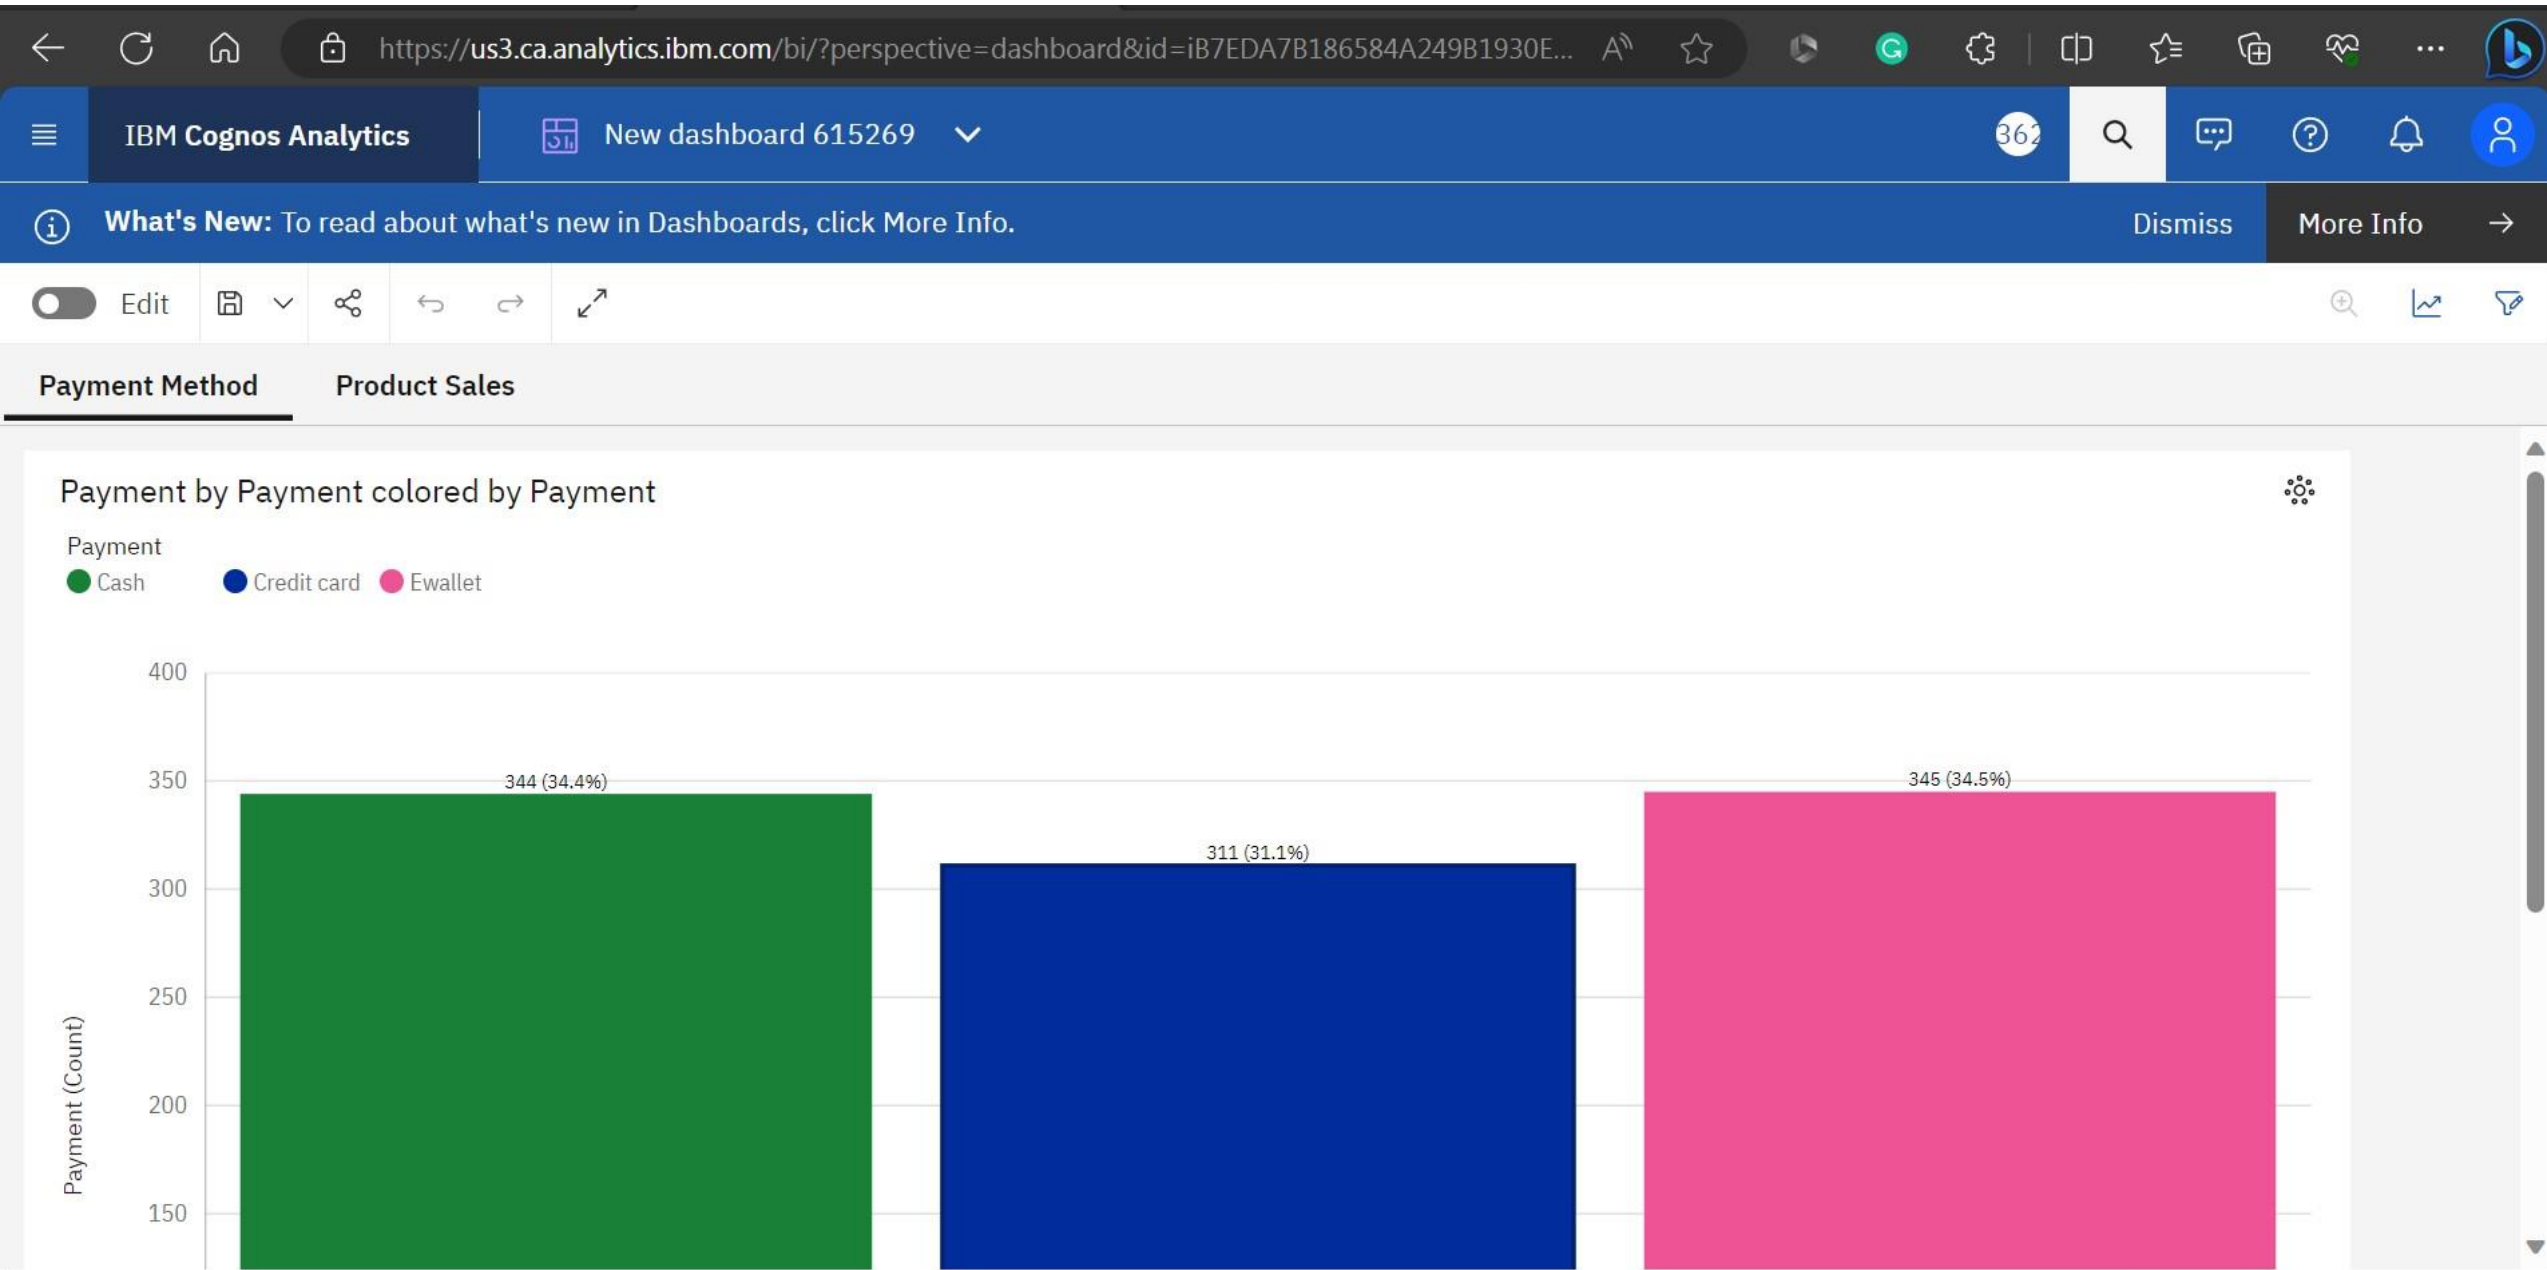 https://us3.ca.analytics.ibm.com/bi/?perspective=dashboard&id=iB7EDA7B186584A249B1930E...
IBM Cognos Analytics
New dashboard 615269
362
What's New: To read about what's new in Dashboards, click More Info.
Dismiss
More Info
Edit
Payment Method
Product Sales
Payment by Payment colored by Payment
Payment
Cash
Credit card
Ewallet
400
350
300
250
200
150
Payment (Count)
344 (34.4%)
311 (31.1%)
345 (34.5%)